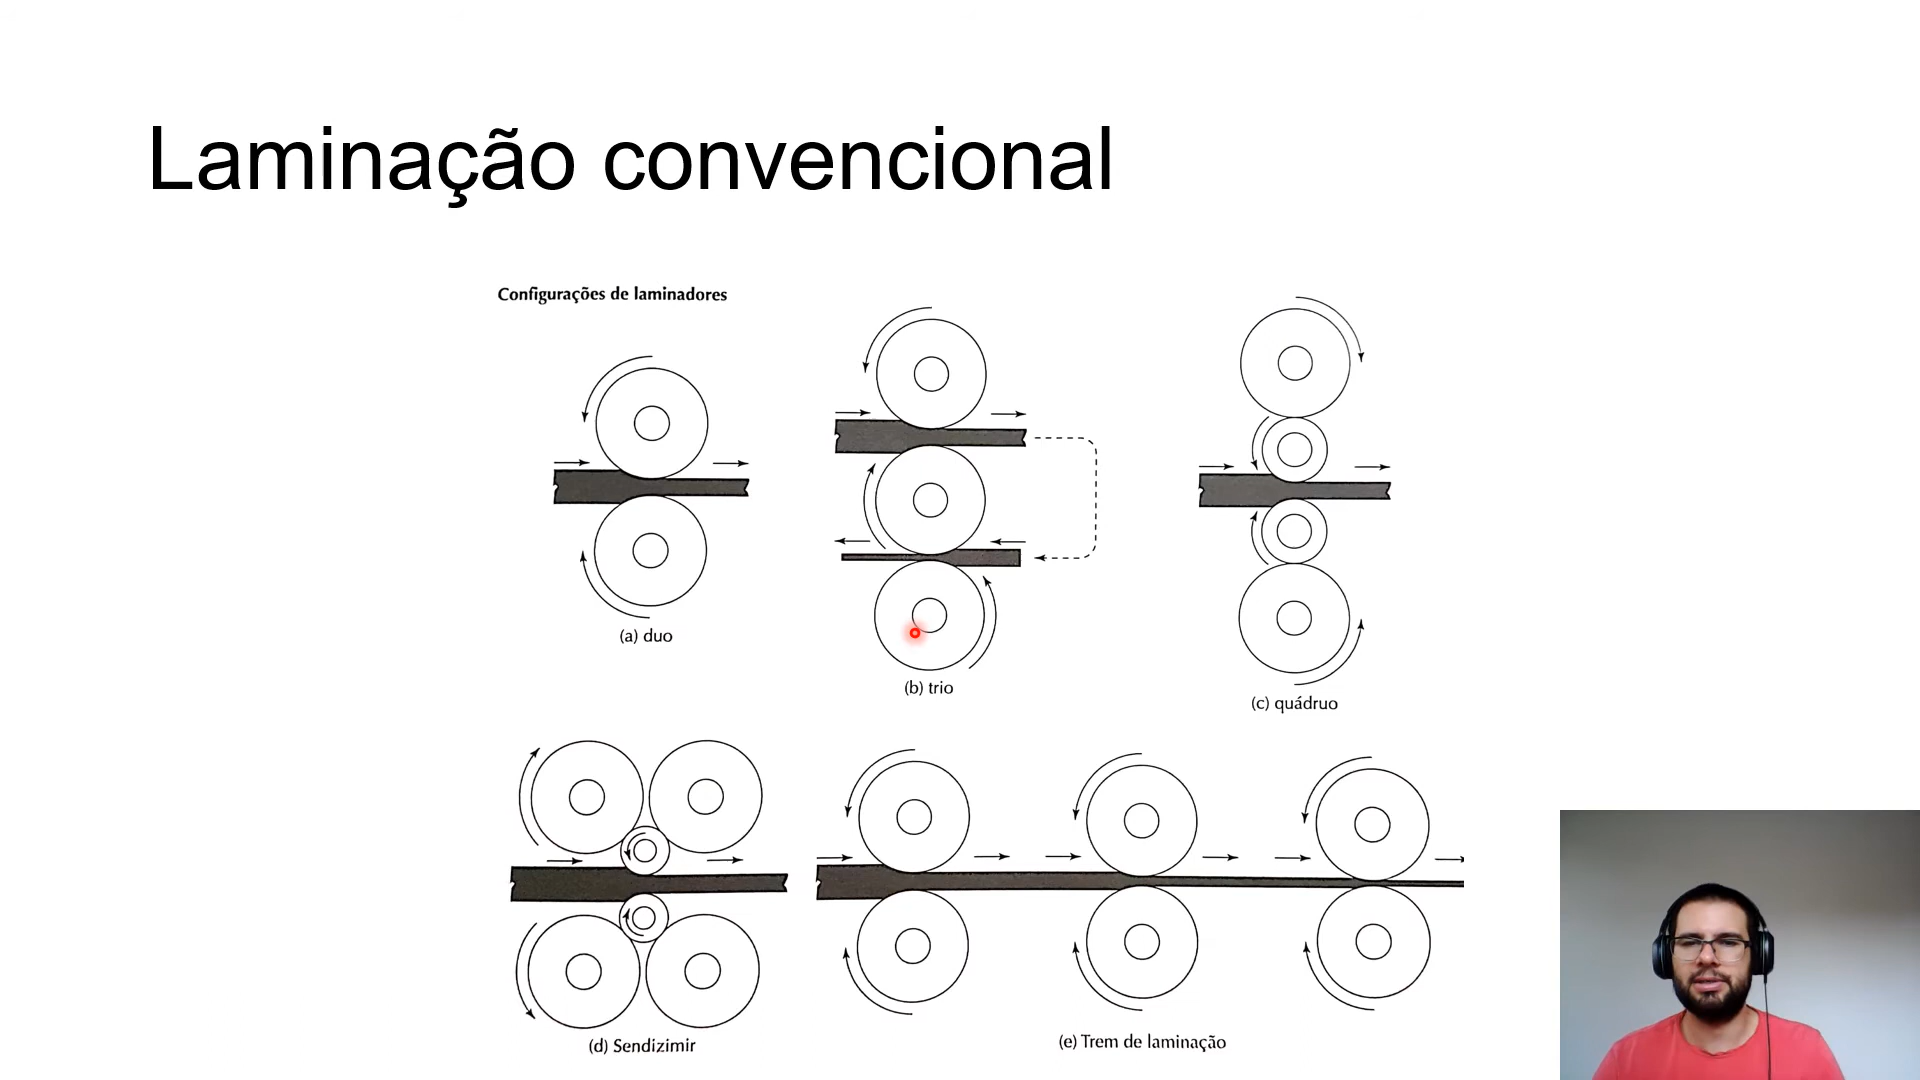 Laminação convencional
Configurações de laminadores
(a) duo
(b) trio
(c) quádruo
(d) Sendizimir
(e) Trem de laminação